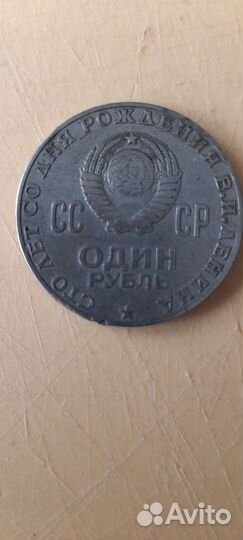 СТО ЛЕТ СО ДНЯ РОЖДЕНИЯ В.И.ЛЕНИНА
СС СР
ОДИН
РУБЛЬ
Avito